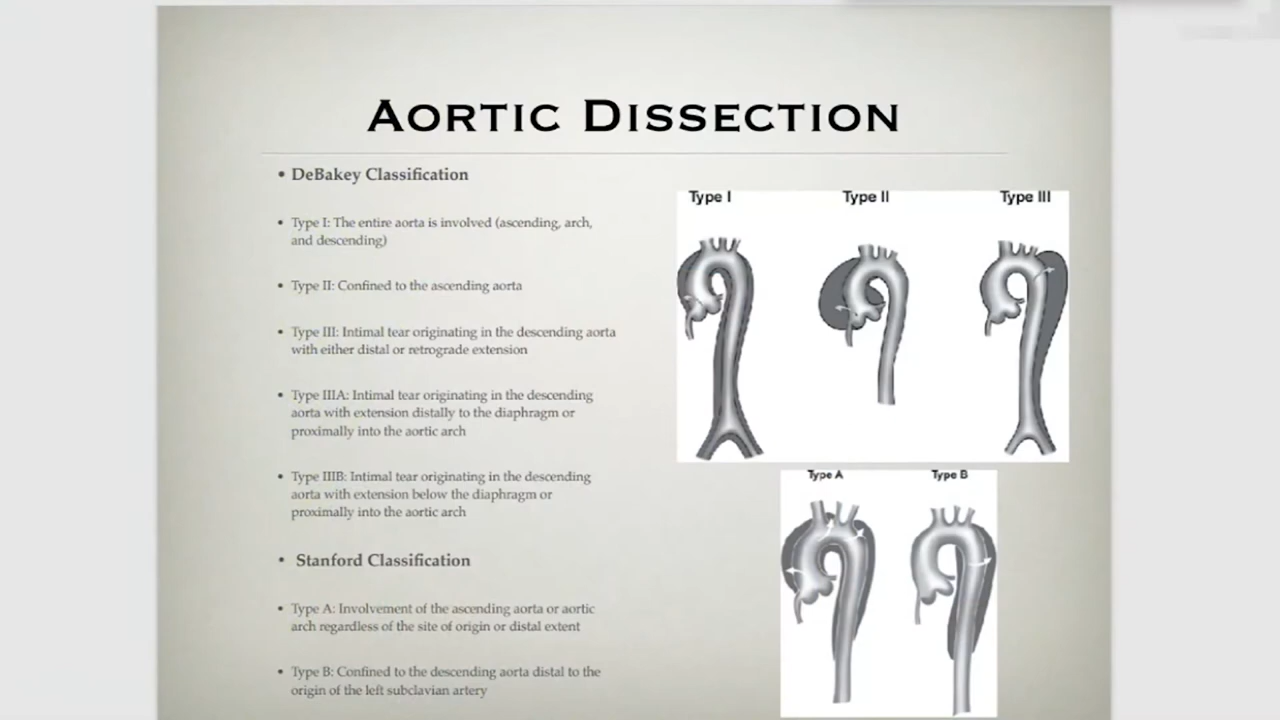 AORTIC DISSECTION
• DeBakey Classification
• Type I: The entire aorta is involved (ascending, arch,
and descending)
• Type II: Confined to the ascending aorta
• Type III: Intimal tear originating in the descending aorta
with either distal or retrograde extension
• Type IIIA: Intimal tear originating in the descending
aorta with extension distally to the diaphragm or
proximally into the aortic arch
• Type IIIB: Intimal tear originating in the descending
aorta with extension below the diaphragm or
proximally into the aortic arch
• Stanford Classification
• Type A: Involvement of the ascending aorta or aortic
arch regardless of the site of origin or distal extent
• Type B: Confined to the descending aorta distal to the
origin of the left subclavian artery
Type I
Type II
Type III
Type A
Type B